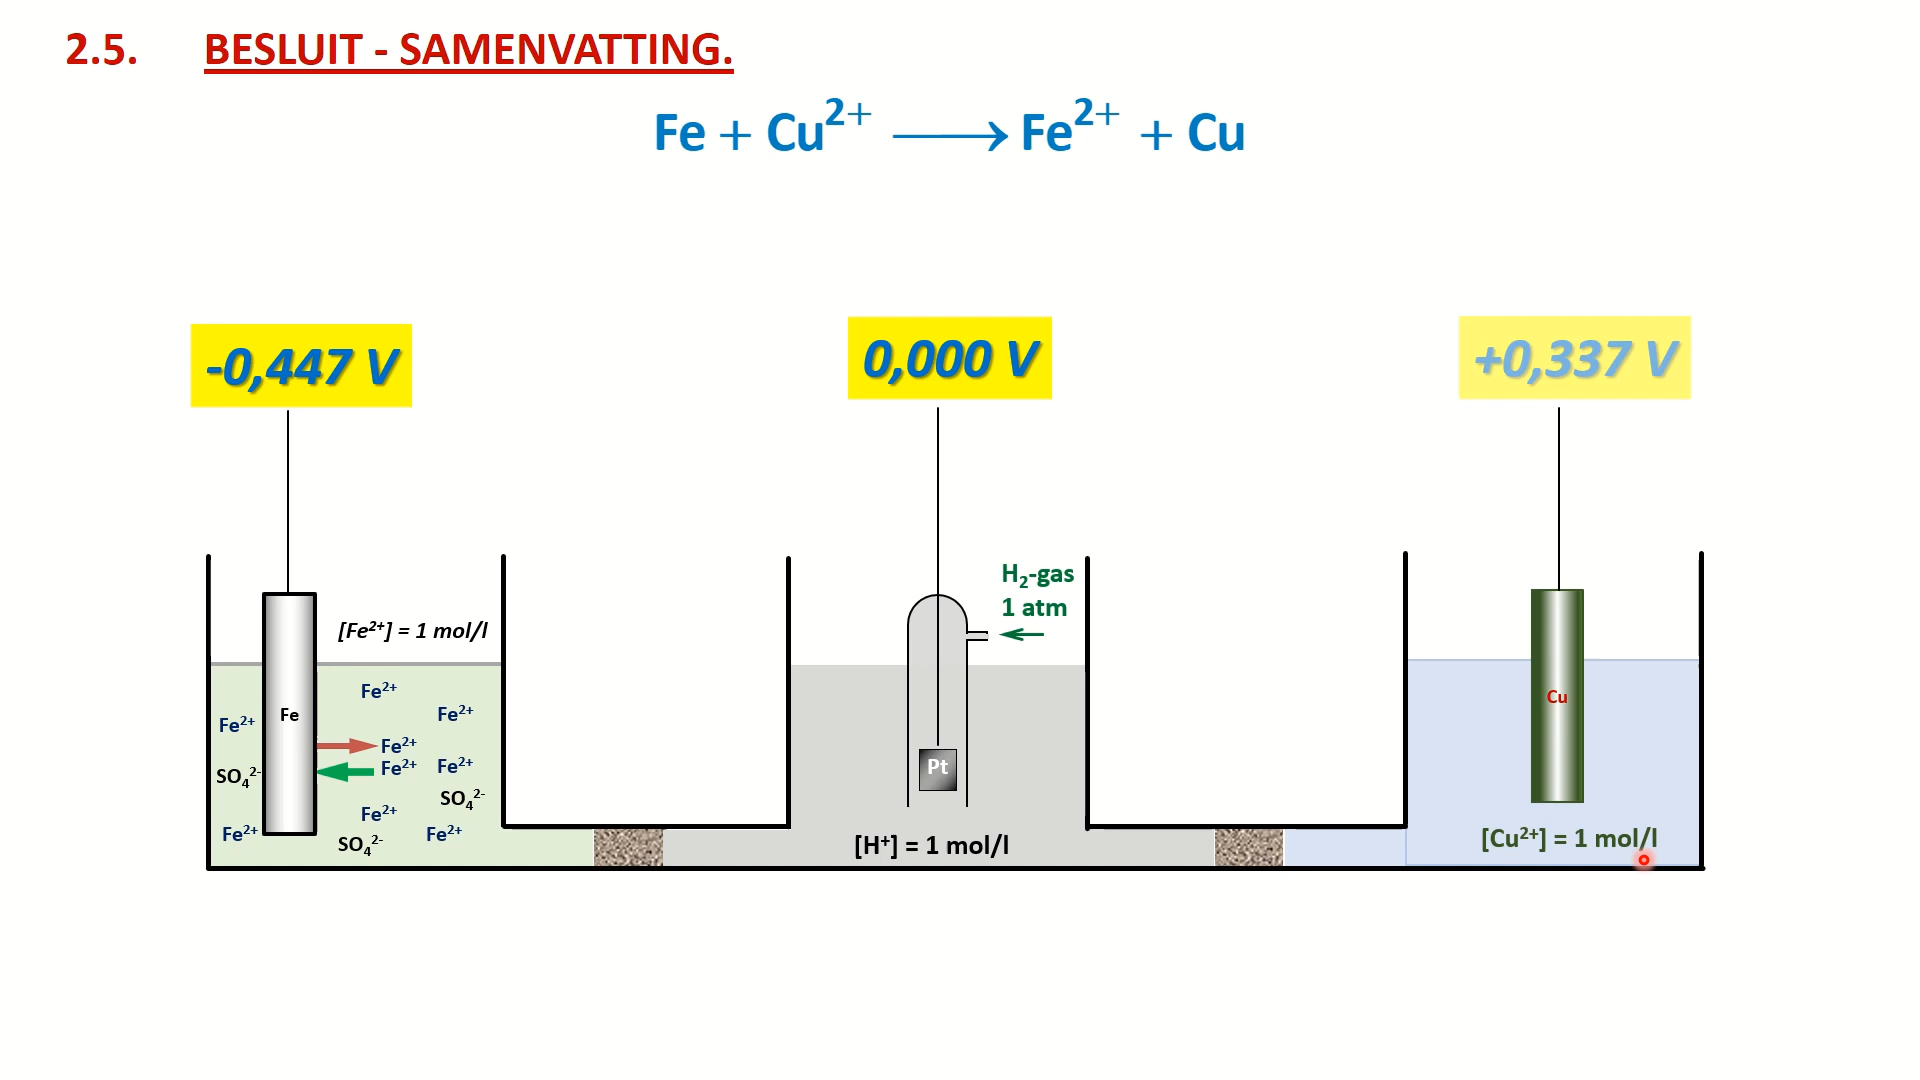 2.5. BESLUIT - SAMENVATTING.
Fe + Cu²⁺ ⟶ Fe²⁺ + Cu
-0,447 V
0,000 V
+0,337 V
H₂-gas
1 atm
[Fe²⁺] = 1 mol/l
Fe²⁺
Fe²⁺
Fe²⁺
Fe
Fe²⁺
Fe²⁺
Fe²⁺
SO₄²⁻
SO₄²⁻
Fe²⁺
Fe²⁺
Fe²⁺
SO₄²⁻
Pt
[H⁺] = 1 mol/l
Cu
[Cu²⁺] = 1 mol/l